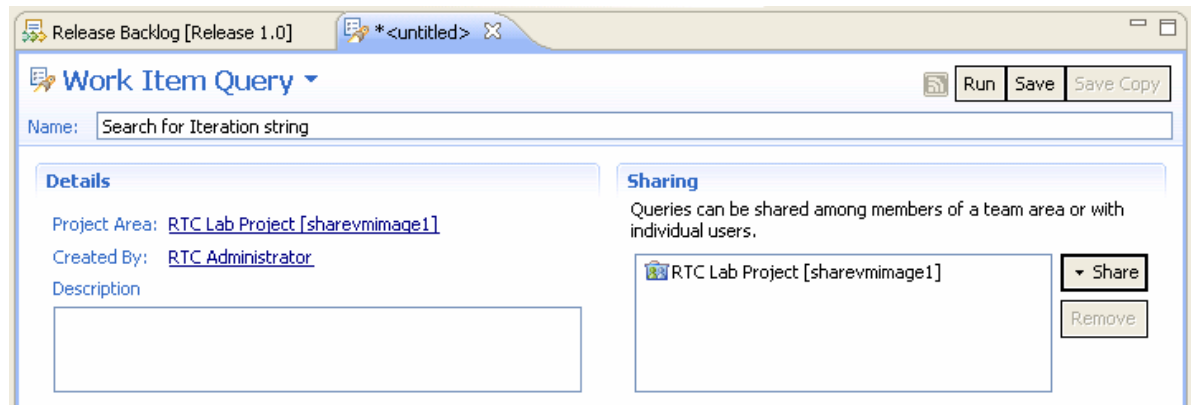 Release Backlog [Release 1.0]
*<untitled>
Work Item Query
Run
Save
Save Copy
Name:
Search for Iteration string
Details
Project Area: RTC Lab Project [sharevmimage1]
Created By: RTC Administrator
Description
Sharing
Queries can be shared among members of a team area or with
individual users.
RTC Lab Project [sharevmimage1]
Share
Remove